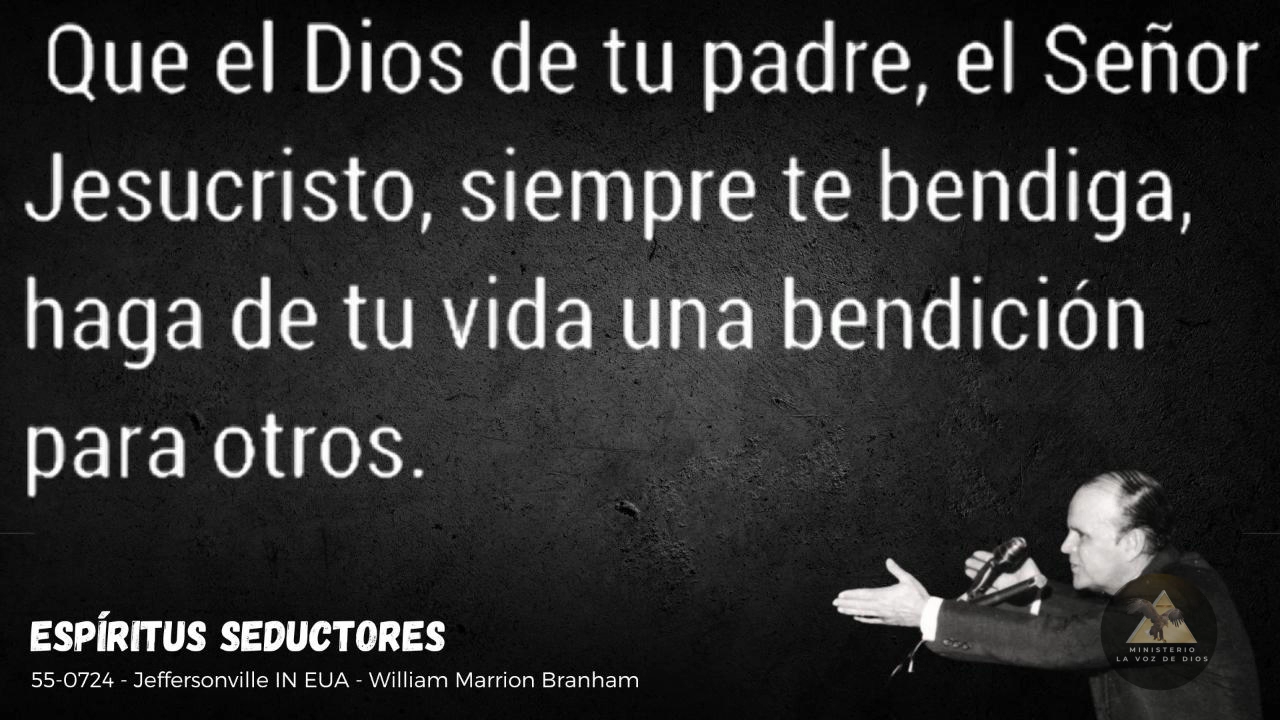 Que el Dios de tu padre, el Señor
Jesucristo, siempre te bendiga,
haga de tu vida una bendición
para otros.
ESPÍRITUS SEDUCTORES
55-0724 - Jeffersonville IN EUA - William Marrion Branham
MINISTERIO
LA VOZ DE DIOS